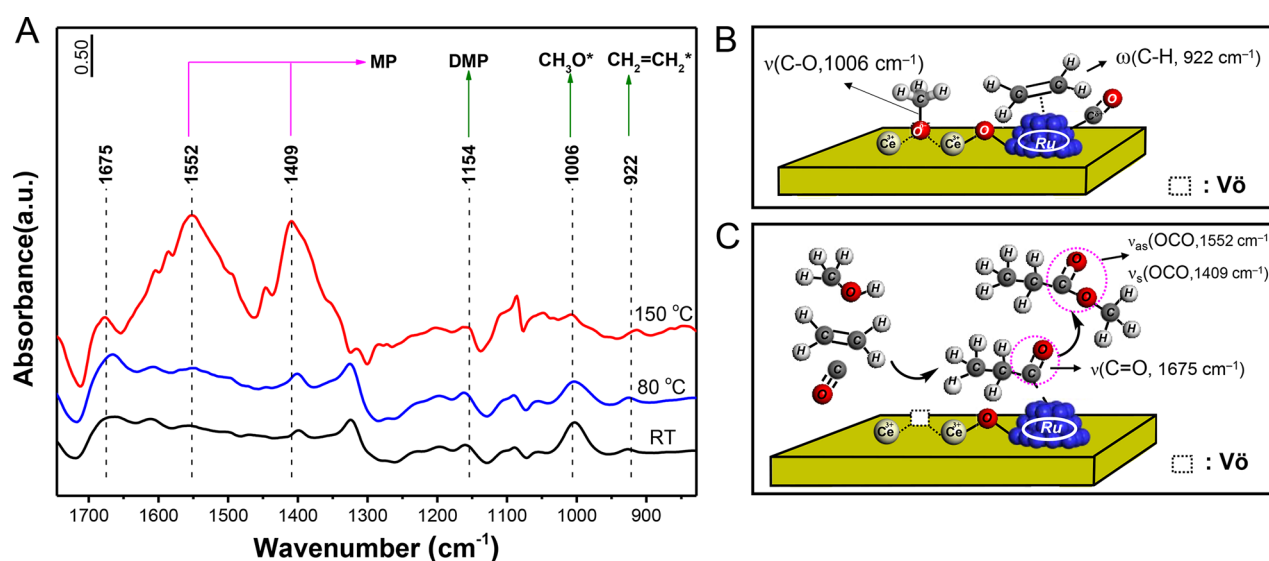 A
0.50
MP
DMP
CH₃O*
CH₂=CH₂*
1675
1552
1409
1154
1006
922
150 °C
80 °C
RT
Absorbance(a.u.)
1700 1600 1500 1400 1300 1200 1100 1000 900
Wavenumber (cm⁻¹)
B
ν(C-O,1006 cm⁻¹)
ω(C-H, 922 cm⁻¹)
H H H
C
O
H H
C C
H H
O
C
Ce³⁺ Ce³⁺ O Ru
: Vö
C
νas(OCO,1552 cm⁻¹)
νs(OCO,1409 cm⁻¹)
ν(C=O, 1675 cm⁻¹)
Ce³⁺ Ce³⁺ O Ru
: Vö